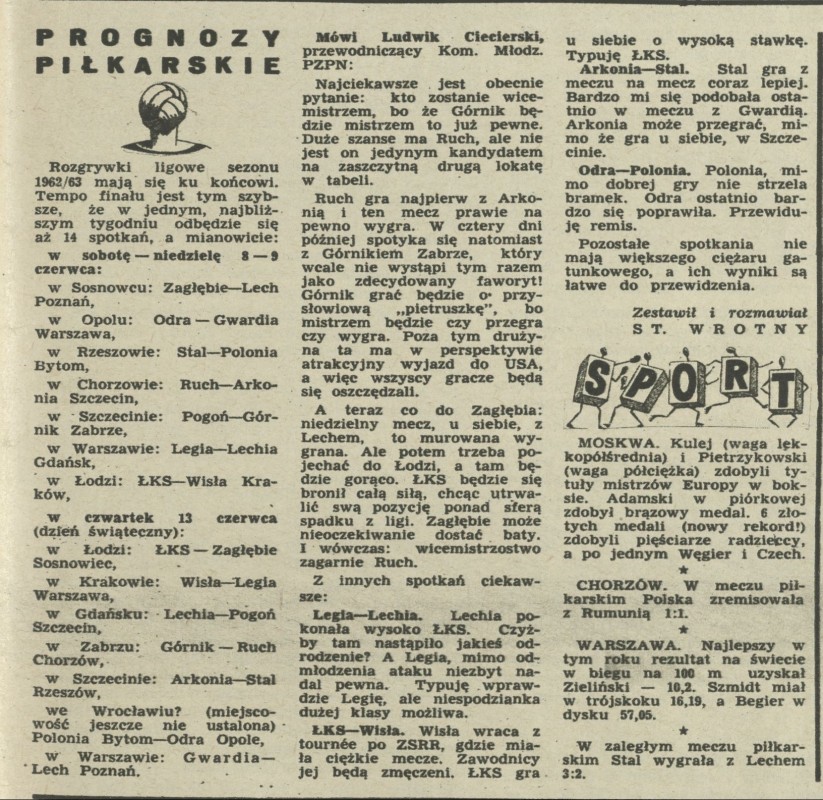 PROGNOZY
PIŁKARSKIE
Rozgrywki ligowe sezonu
1962/63 mają się ku końcowi.
Tempo finału jest tym szyb-
sze, że w jednym, najbliż-
szym tygodniu odbędzie się
aż 14 spotkań, a mianowicie:
w sobotę — niedzielę 8—9
czerwca:
w Sosnowcu: Zagłębie—Lech
Poznań,
w Opolu: Odra — Gwardia
Warszawa,
w Rzeszowie: Stal—Polonia
Bytom,
w Chorzowie: Ruch—Arko-
nia Szczecin,
w Szczecinie: Pogoń—Gór-
nik Zabrze,
w Warszawie: Legia—Lechia
Gdańsk,
w Łodzi: ŁKS—Wisła Kra-
ków,
w czwartek 13 czerwca
(dzień świąteczny):
w Łodzi: ŁKS — Zagłębie
Sosnowiec,
w Krakowie: Wisła—Legia
Warszawa,
w Gdańsku: Lechia—Pogoń
Szczecin,
w Zabrzu: Górnik — Ruch
Chorzów,
w Szczecinie: Arkonia—Stal
Rzeszów,
we Wrocławiu? (miejsco-
wość jeszcze nie ustalona)
Polonia Bytom—Odra Opole,
w Warszawie: Gwardia—
Lech Poznań.
Mówi Ludwik Ciecierski,
przewodniczący Kom. Młodz.
PZPN:
Najciekawsze jest obecnie
pytanie: kto zostanie wice-
mistrzem, bo że Górnik bę-
dzie mistrzem to już pewne.
Duże szanse ma Ruch, ale nie
jest on jedynym kandydatem
na zaszczytną drugą lokatę
w tabeli.
Ruch gra najpierw z Arko-
nią i ten mecz prawie na
pewno wygra. W cztery dni
później spotyka się natomiast
z Górnikiem Zabrze, który
wcale nie wystąpi tym razem
jako zdecydowany faworyt!
Górnik grać będzie o przy-
słowiową „pietruszkę”, bo
mistrzem będzie czy przegra
czy wygra. Poza tym druży-
na ta ma w perspektywie
atrakcyjny wyjazd do USA,
a więc wszyscy gracze będą
się oszczędzali.
A teraz co do Zagłębia:
niedzielny mecz, u siebie, z
Lechem, to murowana wy-
grana. Ale potem trzeba po-
jechać do Łodzi, a tam bę-
dzie gorąco. ŁKS będzie się
bronił całą siłą, chcąc utrwa-
lić swą pozycję ponad sferą
spadku z ligi. Zagłębie może
nieoczekiwanie dostać baty.
I wówczas: wicemistrzostwo
zagarnie Ruch.
Z innych spotkań ciekaw-
sze:
Legia—Lechia. Lechia po-
konała wysoko ŁKS. Czyż-
by tam nastąpiło jakieś od-
rodzenie? A Legia, mimo od-
młodzenia ataku niezbyt na-
dal pewna. Typuję wpraw-
dzie Legię, ale niespodzianka
dużej klasy możliwa.
ŁKS—Wisła. Wisła wraca z
tournée po ZSRR, gdzie mia-
ła ciężkie mecze. Zawodnicy
jej będą zmęczeni. ŁKS gra
u siebie o wysoką stawkę.
Typuję ŁKS.
Arkonia—Stal. Stal gra z
meczu na mecz coraz lepiej.
Bardzo mi się podobała osta-
tnio w meczu z Gwardią.
Arkonia może przegrać, mi-
mo że gra u siebie, w Szcze-
cinie.
Odra—Polonia. Polonia, mi-
mo dobrej gry nie strzela
bramek. Odra ostatnio bar-
dzo się poprawiła. Przewidu-
ję remis.
Pozostałe spotkania nie
mają większego ciężaru ga-
tunkowego, a ich wyniki są
łatwe do przewidzenia.
Zestawił i rozmawiał
ST. WROTNY
SPORT
MOSKWA. Kulej (waga lęk-
kopółśrednia) i Pietrzykowski
(waga półciężka) zdobyli ty-
tuły mistrzów Europy w bok-
sie. Adamski w piórkowej
zdobył brązowy medal. 6 zło-
tych medali (nowy rekord!)
zdobyli pięściarze radzieccy,
a po jednym Węgier i Czech.
★
CHORZÓW. W meczu pił-
karskim Polska zremisowała
z Rumunią 1:1.
★
WARSZAWA. Najlepszy w
tym roku rezultat na świecie
w biegu na 100 m uzyskał
Zieliński — 10,2. Szmidt miał
w trójskoku 16,19, a Begier w
dysku 57,05.
★
W zaległym meczu piłkar-
skim Stal wygrała z Lechem
3:2.